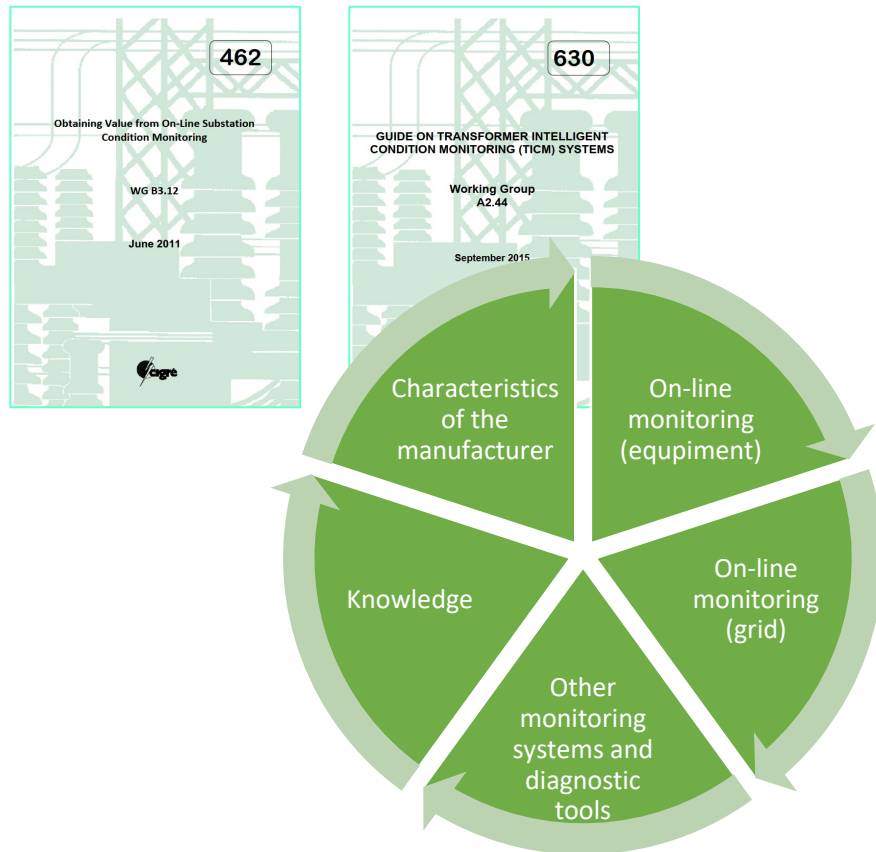 462
Obtaining Value from On-Line Substation
Condition Monitoring
WG B3.12
June 2011
cigré
630
GUIDE ON TRANSFORMER INTELLIGENT
CONDITION MONITORING (TICM) SYSTEMS
Working Group
A2.44
September 2015
Characteristics
of the
manufacturer
On-line
monitoring
(equpiment)
On-line
monitoring
(grid)
Other
monitoring
systems and
diagnostic
tools
Knowledge